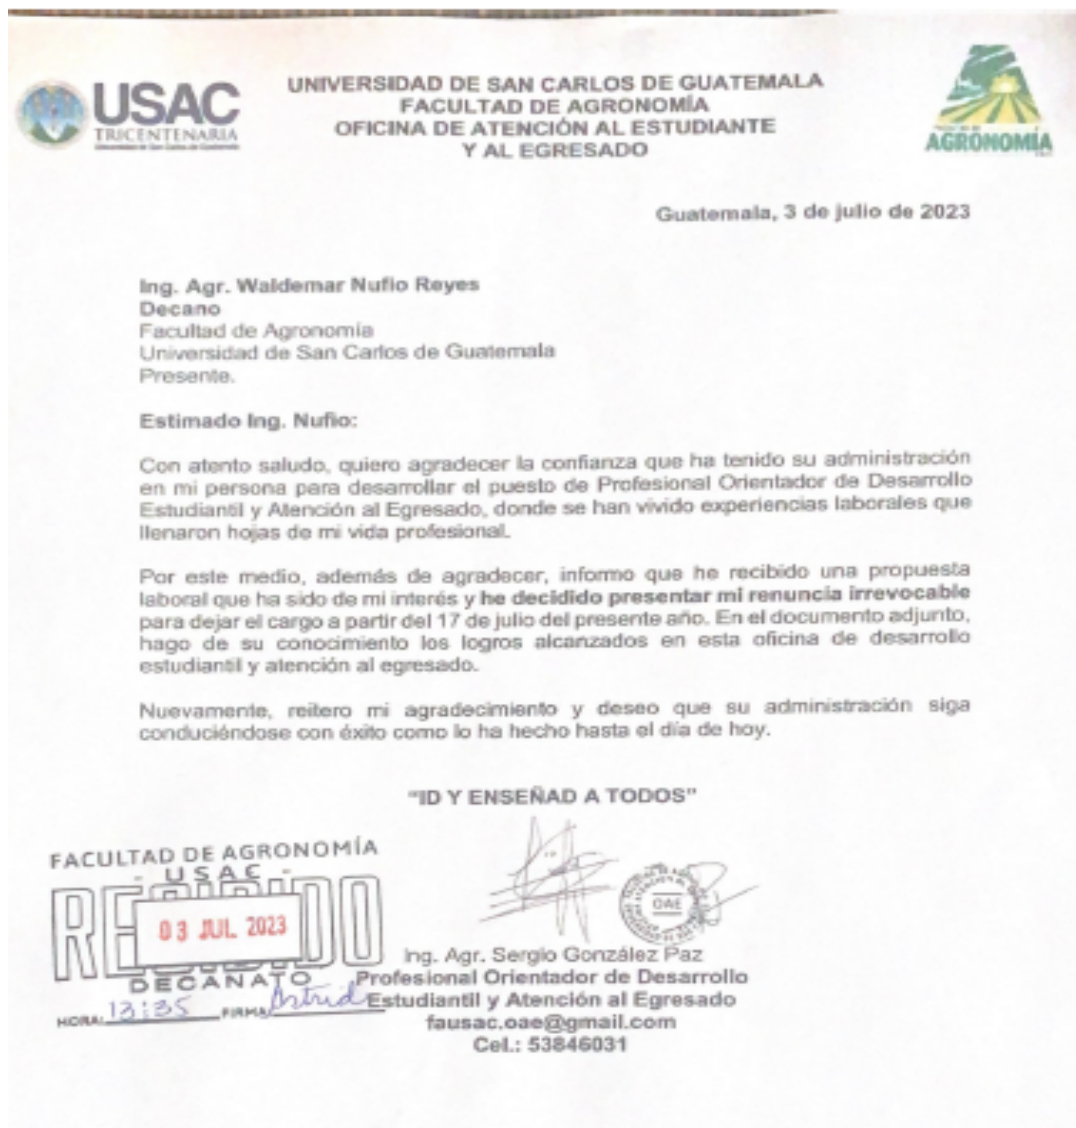 USAC
TRICENTENARIA
Universidad de San Carlos de Guatemala
UNIVERSIDAD DE SAN CARLOS DE GUATEMALA
FACULTAD DE AGRONOMÍA
OFICINA DE ATENCIÓN AL ESTUDIANTE
Y AL EGRESADO
AGRONOMÍA
Guatemala, 3 de julio de 2023
Ing. Agr. Waldemar Nufio Reyes
Decano
Facultad de Agronomía
Universidad de San Carlos de Guatemala
Presente.
Estimado Ing. Nufio:
Con atento saludo, quiero agradecer la confianza que ha tenido su administración
en mi persona para desarrollar el puesto de Profesional Orientador de Desarrollo
Estudiantil y Atención al Egresado, donde se han vivido experiencias laborales que
llenaron hojas de mi vida profesional.
Por este medio, además de agradecer, informo que he recibido una propuesta
laboral que ha sido de mi interés y he decidido presentar mi renuncia irrevocable
para dejar el cargo a partir del 17 de julio del presente año. En el documento adjunto,
hago de su conocimiento los logros alcanzados en esta oficina de desarrollo
estudiantil y atención al egresado.
Nuevamente, reitero mi agradecimiento y deseo que su administración siga
conduciéndose con éxito como lo ha hecho hasta el día de hoy.
“ID Y ENSEÑAD A TODOS”
FACULTAD DE AGRONOMÍA
- USAC -
RECIBIDO
03 JUL 2023
DECANATO
HORA: 13:35 FIRMA Astrid
OAE
Ing. Agr. Sergio González Paz
Profesional Orientador de Desarrollo
Estudiantil y Atención al Egresado
fausac.oae@gmail.com
Cel.: 53846031